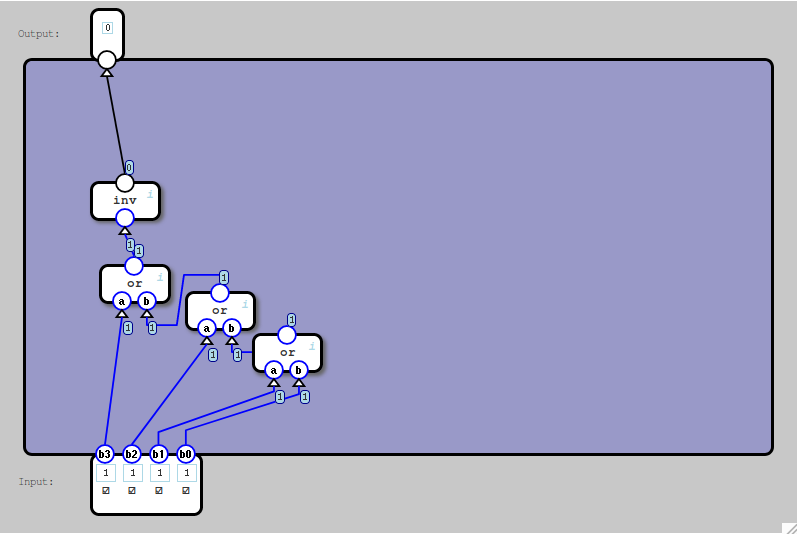 Output:
0
0
i
inv
1 1
i
or
a b
1 1
1
i
or
a b
1 1
1
i
or
a b
1 1
b3 b2 b1 b0
1 1 1 1
Input: